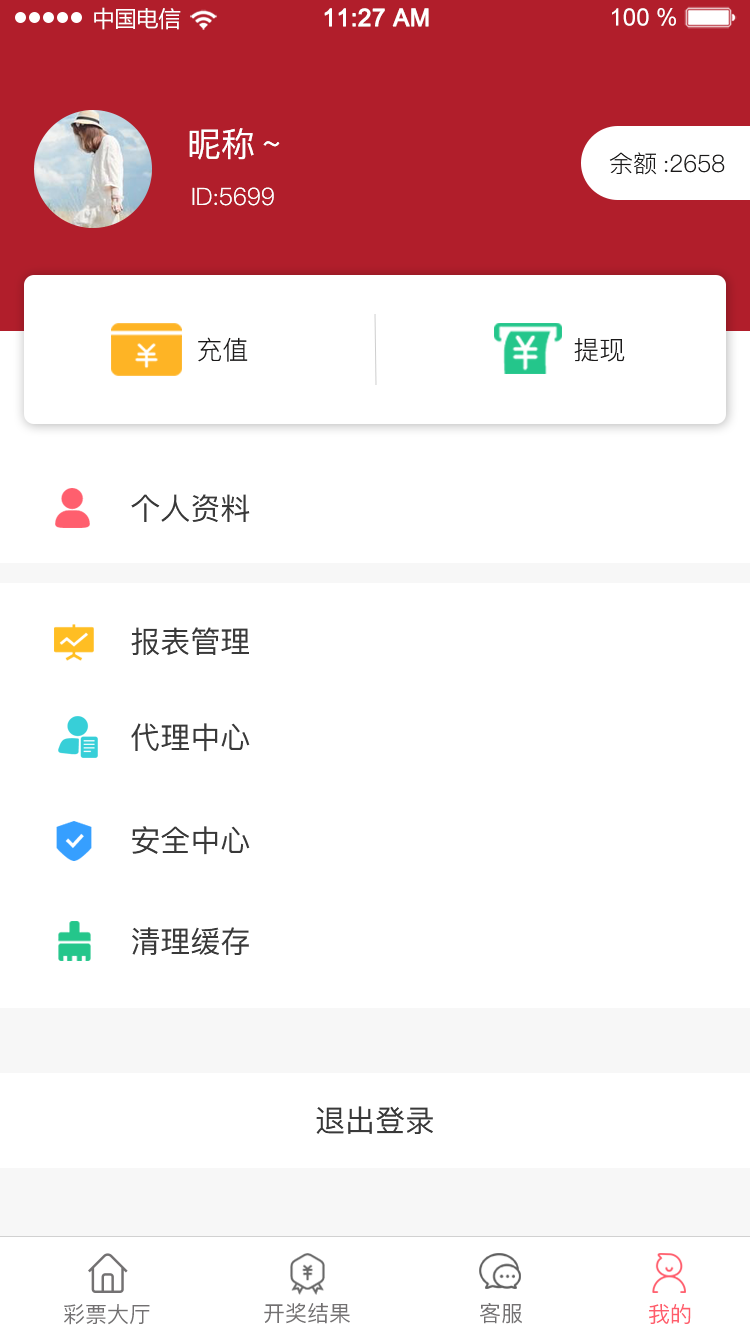 中国电信 11:27 AM 100 %
昵称 ~
ID:5699
余额 :2658
充值 提现
个人资料
报表管理
代理中心
安全中心
清理缓存
退出登录
彩票大厅 开奖结果 客服 我的